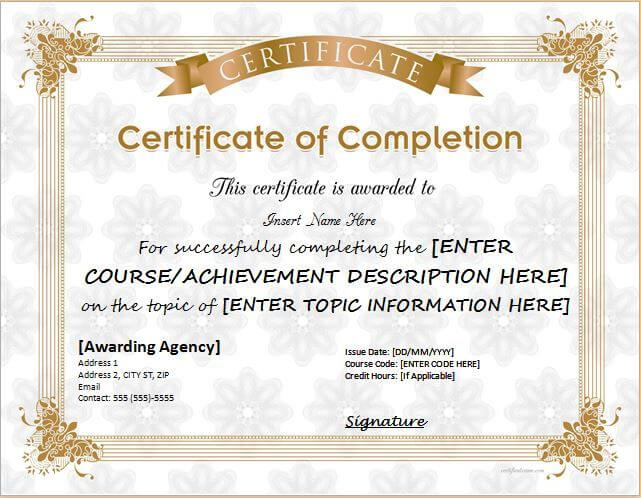 CERTIFICATE
Certificate of Completion
This certificate is awarded to
Insert Name Here
For successfully completing the [ENTER
COURSE/ACHIEVEMENT DESCRIPTION HERE]
on the topic of [ENTER TOPIC INFORMATION HERE]
[Awarding Agency]
Address 1
Address 2, CITY ST, ZIP
Email
Contact: 555 (555)-5555
Issue Date: [DD/MM/YYYY]
Course Code: [ENTER CODE HERE]
Credit Hours: [If Applicable]
Signature